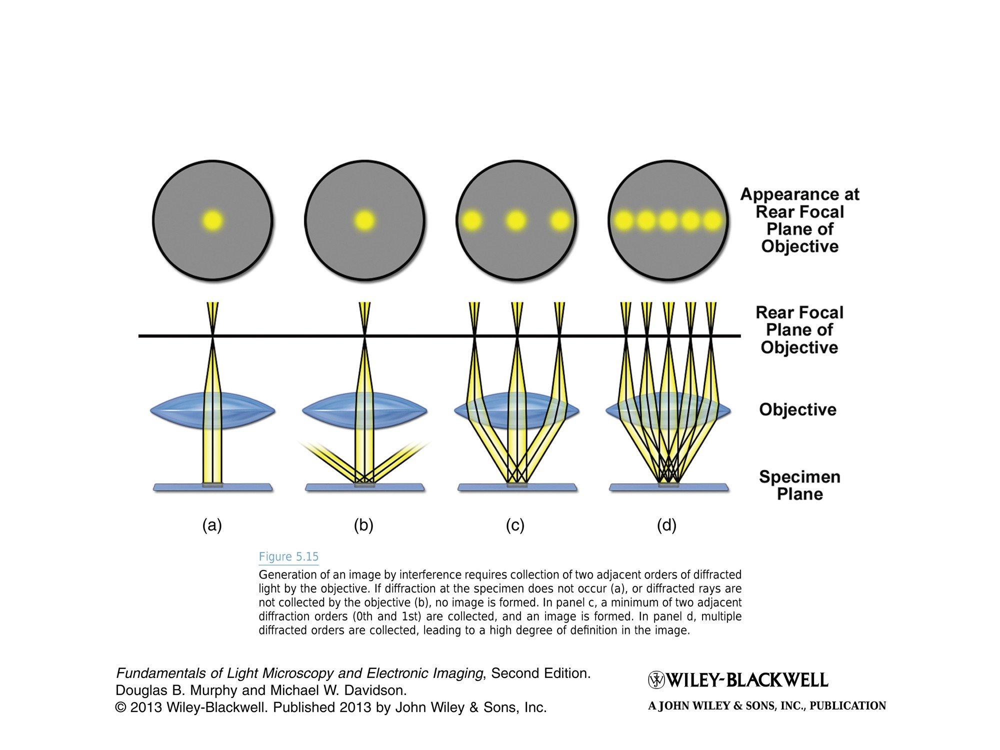 Appearance at
Rear Focal
Plane of
Objective
Rear Focal
Plane of
Objective
Objective
Specimen
Plane
(a)
(b)
(c)
(d)
Figure 5.15
Generation of an image by interference requires collection of two adjacent orders of diffracted
light by the objective. If diffraction at the specimen does not occur (a), or diffracted rays are
not collected by the objective (b), no image is formed. In panel c, a minimum of two adjacent
diffraction orders (0th and 1st) are collected, and an image is formed. In panel d, multiple
diffracted orders are collected, leading to a high degree of definition in the image.
Fundamentals of Light Microscopy and Electronic Imaging, Second Edition.
Douglas B. Murphy and Michael W. Davidson.
© 2013 Wiley-Blackwell. Published 2013 by John Wiley & Sons, Inc.
WILEY-BLACKWELL
A JOHN WILEY & SONS, INC., PUBLICATION